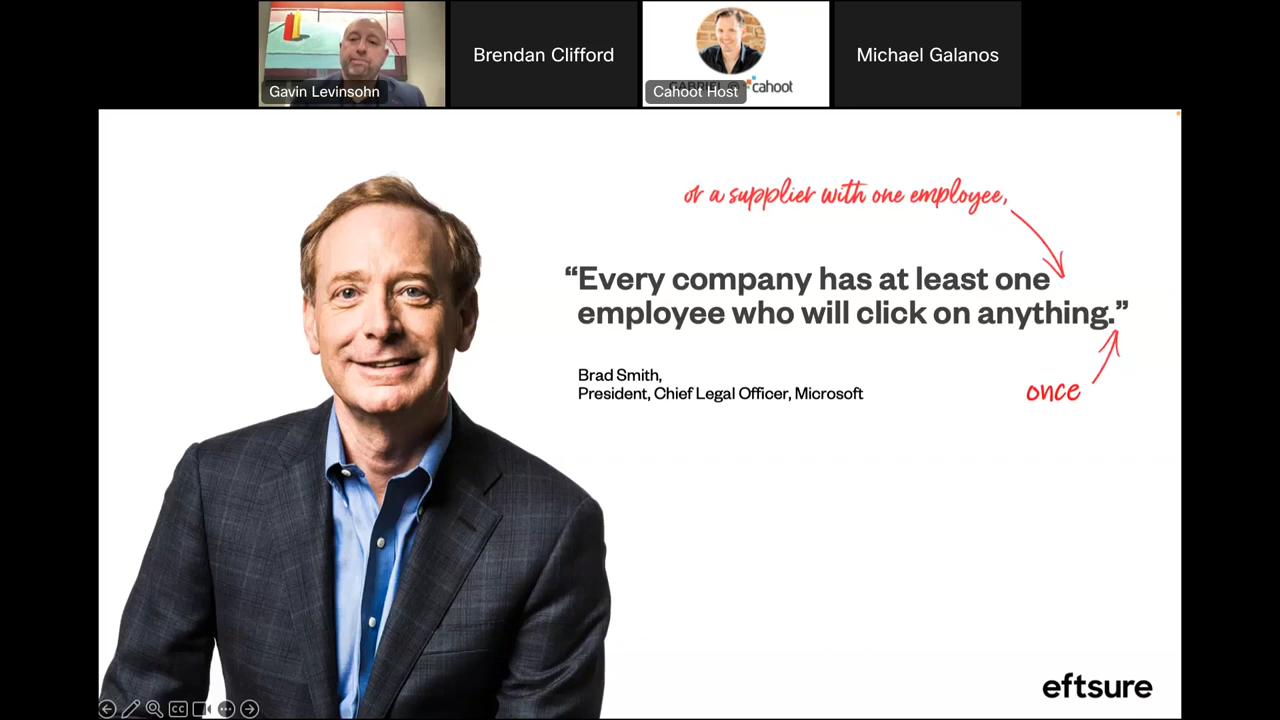 Gavin Levinsohn
Brendan Clifford
Cahoot Host
cahoot
Michael Galanos
or a supplier with one employee,
“Every company has at least one
employee who will click on anything.”
Brad Smith,
President, Chief Legal Officer, Microsoft
once
eftsure
CC